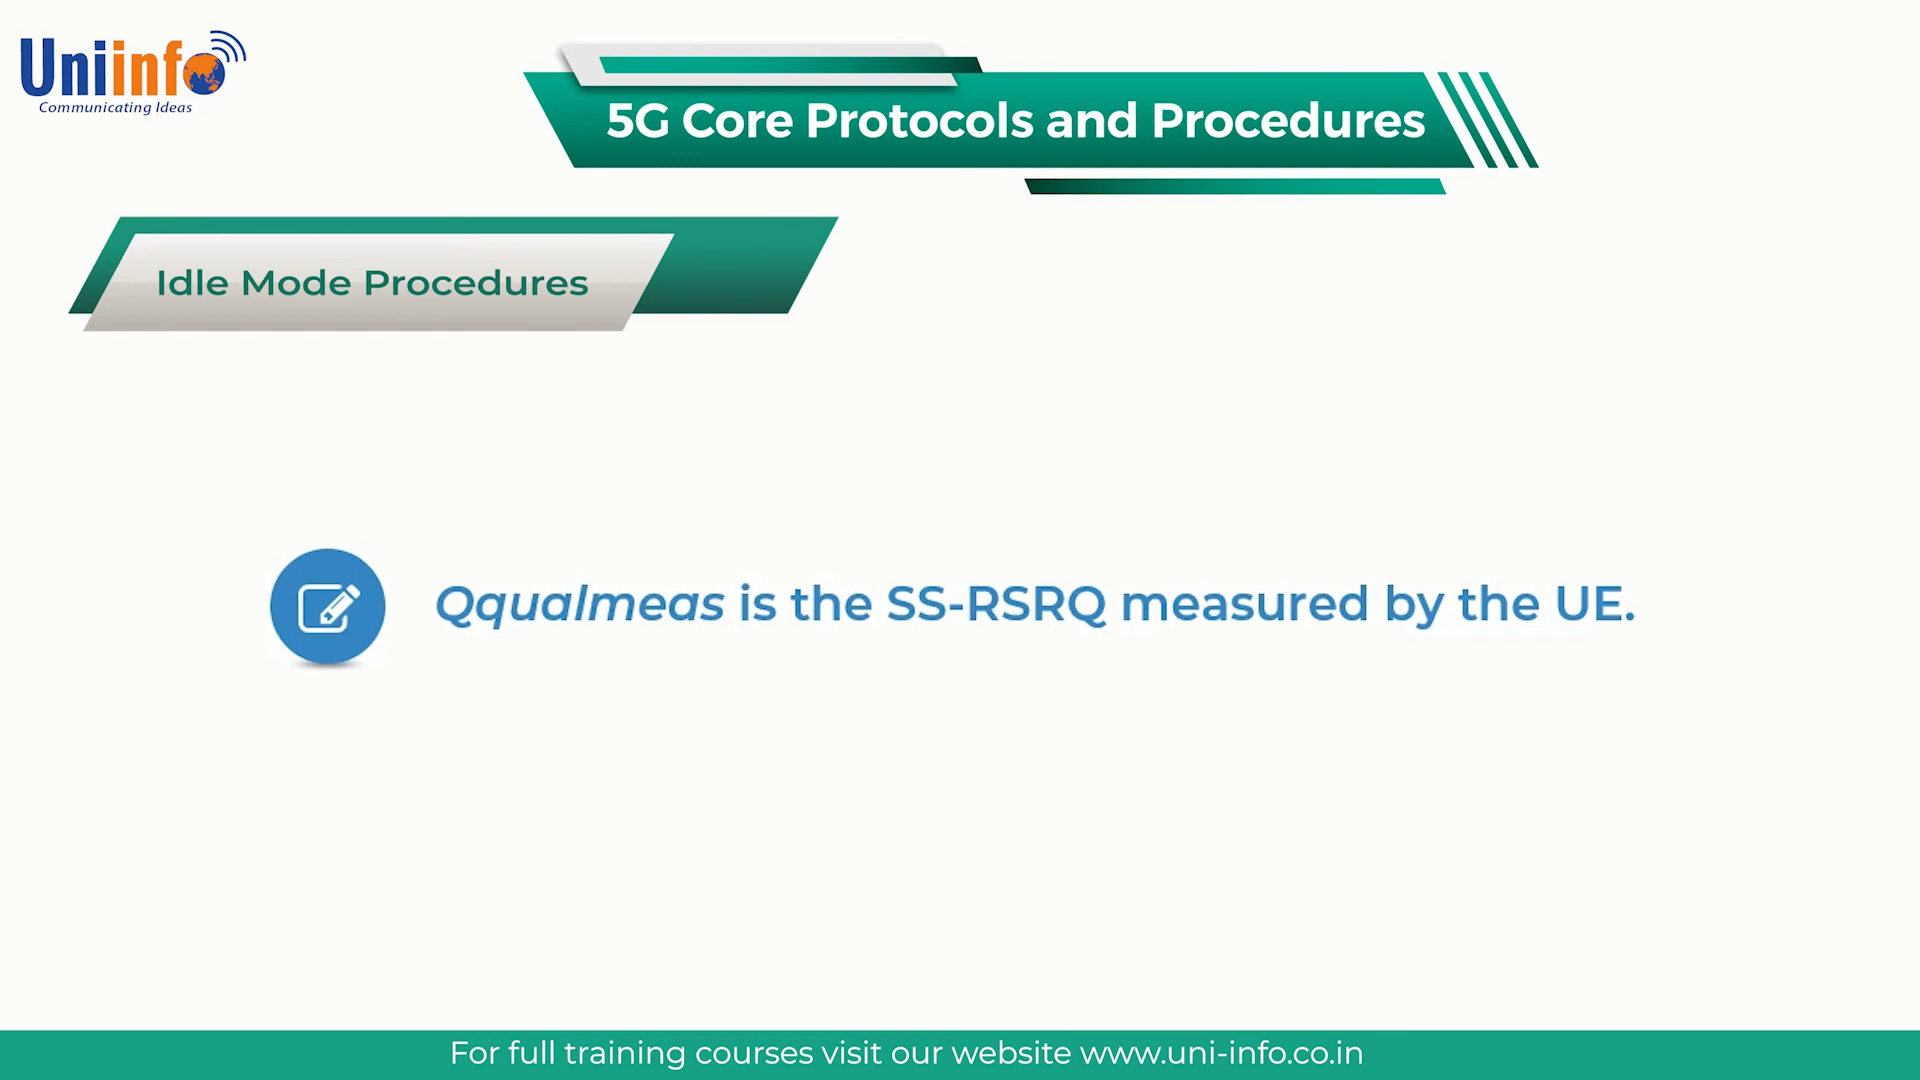 Uniinfo
Communicating Ideas
5G Core Protocols and Procedures
Idle Mode Procedures
Qqualmeas is the SS-RSRQ measured by the UE.
For full training courses visit our website www.uni-info.co.in